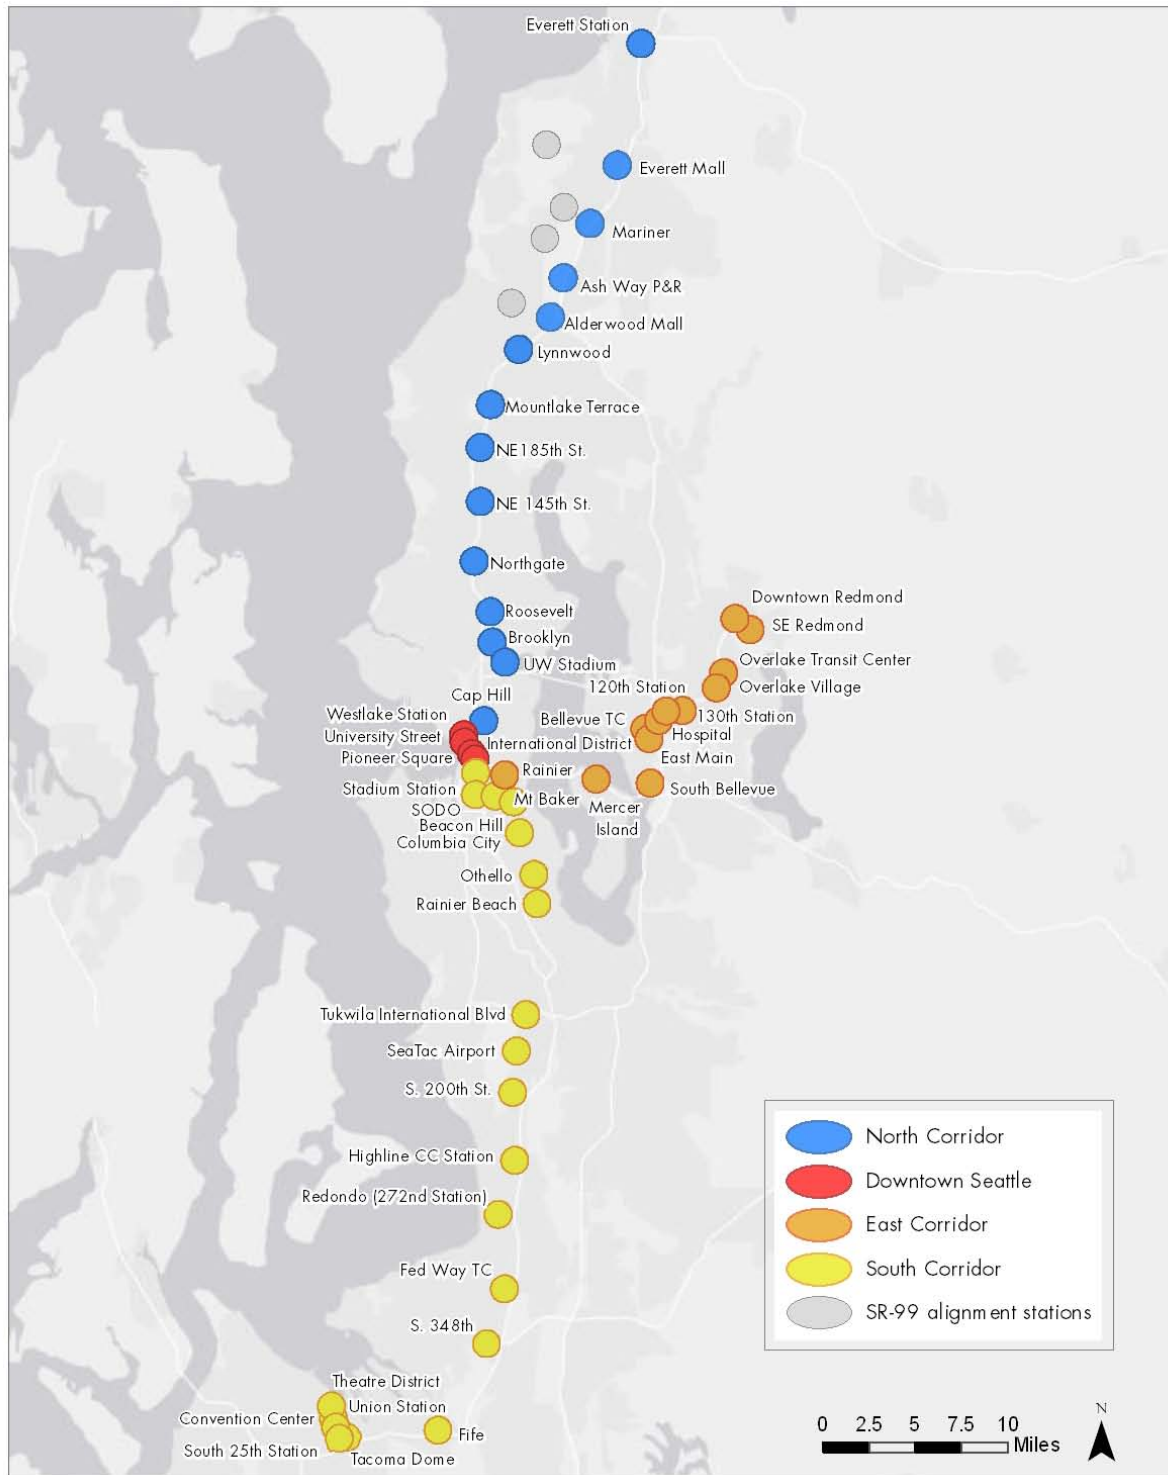 Everett Station
Everett Mall
Mariner
Ash Way P&R
Alderwood Mall
Lynnwood
Mountlake Terrace
NE185th St.
NE 145th St.
Northgate
Roosevelt
Brooklyn
UW Stadium
Cap Hill
Downtown Redmond
SE Redmond
Overlake Transit Center
Overlake Village
120th Station
130th Station
Bellevue TC
Hospital
East Main
South Bellevue
Westlake Station
University Street
International District
Pioneer Square
Rainier
Mercer
Island
Stadium Station
SODO
Mt Baker
Beacon Hill
Columbia City
Othello
Rainier Beach
Tukwila International Blvd
SeaTac Airport
S. 200th St.
Highline CC Station
Redondo (272nd Station)
Fed Way TC
S. 348th
Theatre District
Union Station
Convention Center
South 25th Station
Tacoma Dome
Fife
North Corridor
Downtown Seattle
East Corridor
South Corridor
SR-99 alignment stations
0 2.5 5 7.5 10
Miles
N